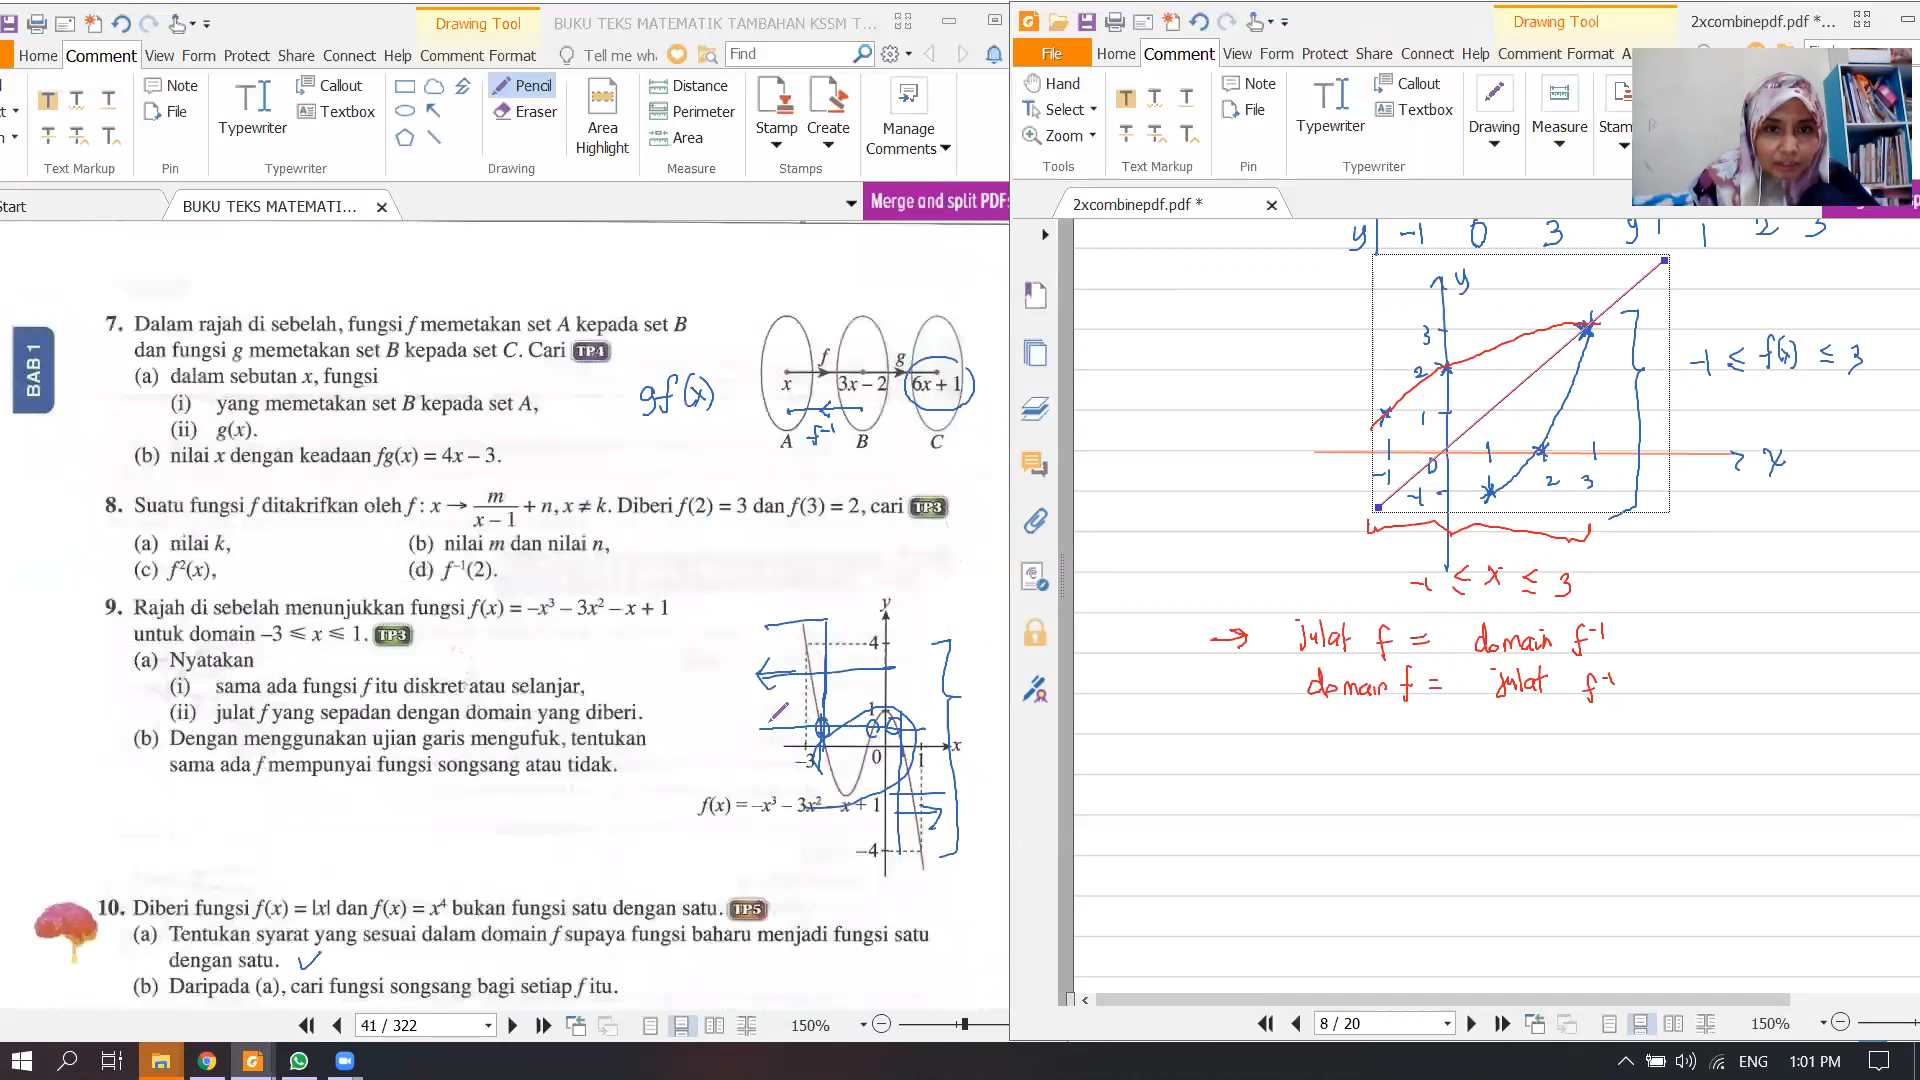 Drawing Tool
BUKU TEKS MATEMATIK TAMBAHAN KSSM T...
Home Comment View Form Protect Share Connect Help Comment Format
Tell me wh
Find
Note
File
Typewriter
Callout
Textbox
Pencil
Eraser
Area Highlight
Distance
Perimeter
Area
Stamp Create
Manage Comments
Text Markup Pin Typewriter Drawing Measure Stamps
Start
BUKU TEKS MATEMATI...
Merge and split PDFs
BAB 1
7. Dalam rajah di sebelah, fungsi f memetakan set A kepada set B
dan fungsi g memetakan set B kepada set C. Cari TP4
(a) dalam sebutan x, fungsi
(i) yang memetakan set B kepada set A,
(ii) g(x).
(b) nilai x dengan keadaan fg(x) = 4x – 3.
gf(x)
f g
x 3x – 2 6x + 1
A f⁻¹ B C
8. Suatu fungsi f ditakrifkan oleh f : x → m/(x – 1) + n, x ≠ k. Diberi f(2) = 3 dan f(3) = 2, cari TP3
(a) nilai k, (b) nilai m dan nilai n,
(c) f²(x), (d) f⁻¹(2).
9. Rajah di sebelah menunjukkan fungsi f(x) = –x³ – 3x² – x + 1
untuk domain –3 ⩽ x ⩽ 1. TP3
(a) Nyatakan
(i) sama ada fungsi f itu diskret atau selanjar,
(ii) julat f yang sepadan dengan domain yang diberi.
(b) Dengan menggunakan ujian garis mengufuk, tentukan
sama ada f mempunyai fungsi songsang atau tidak.
y
4
1
–3 0 1 x
f(x) = –x³ – 3x² – x + 1
–4
10. Diberi fungsi f(x) = |x| dan f(x) = x⁴ bukan fungsi satu dengan satu. TP5
(a) Tentukan syarat yang sesuai dalam domain f supaya fungsi baharu menjadi fungsi satu
dengan satu.
(b) Daripada (a), cari fungsi songsang bagi setiap f itu.
41 / 322
150%
Drawing Tool
2xcombinepdf.pdf *...
File Home Comment View Form Protect Share Connect Help Comment Format
Hand
Select
Zoom
Note
File
Typewriter
Callout
Textbox
Drawing Measure Stam
Tools Text Markup Pin Typewriter
2xcombinepdf.pdf *
y -1 0 3 y 1 2 3
y
3
2
1
-1 0 1 2 3 x
-1
-1 ≤ f(x) ≤ 3
-1 ≤ x ≤ 3
→ julat f = domain f⁻¹
domain f = julat f⁻¹
8 / 20
150%
ENG 1:01 PM